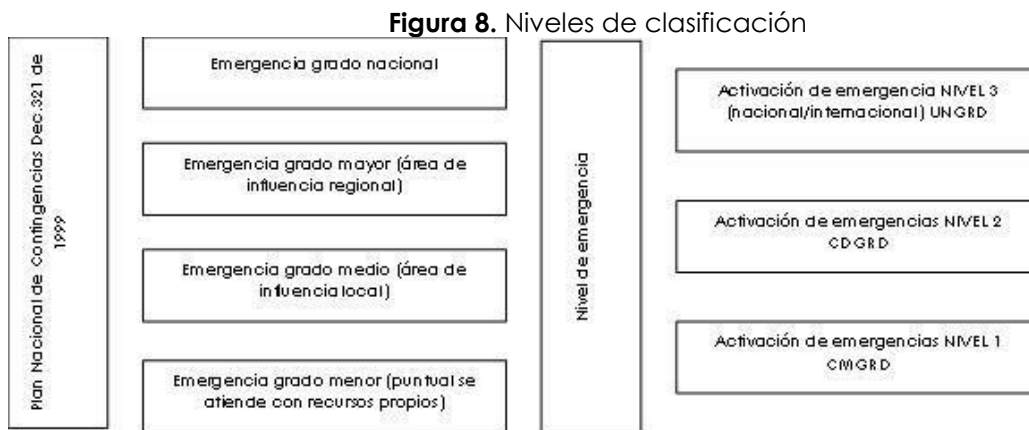 Figura 8. Niveles de clasificación
Plan Nacional de Contingencias Dec.321 de
1999
Emergencia grado nacional
Emergencia grado mayor (área de
influencia regional)
Emergencia grado medio (área de
influencia local)
Emergencia grado menor (puntual se
atiende con recursos propios)
Nivel de emergencia
Activación de emergencia NIVEL 3
(nacional/internacional) UNGRD
Activación de emergencias NIVEL 2
CDGRD
Activación de emergencias NIVEL 1
CMGRD